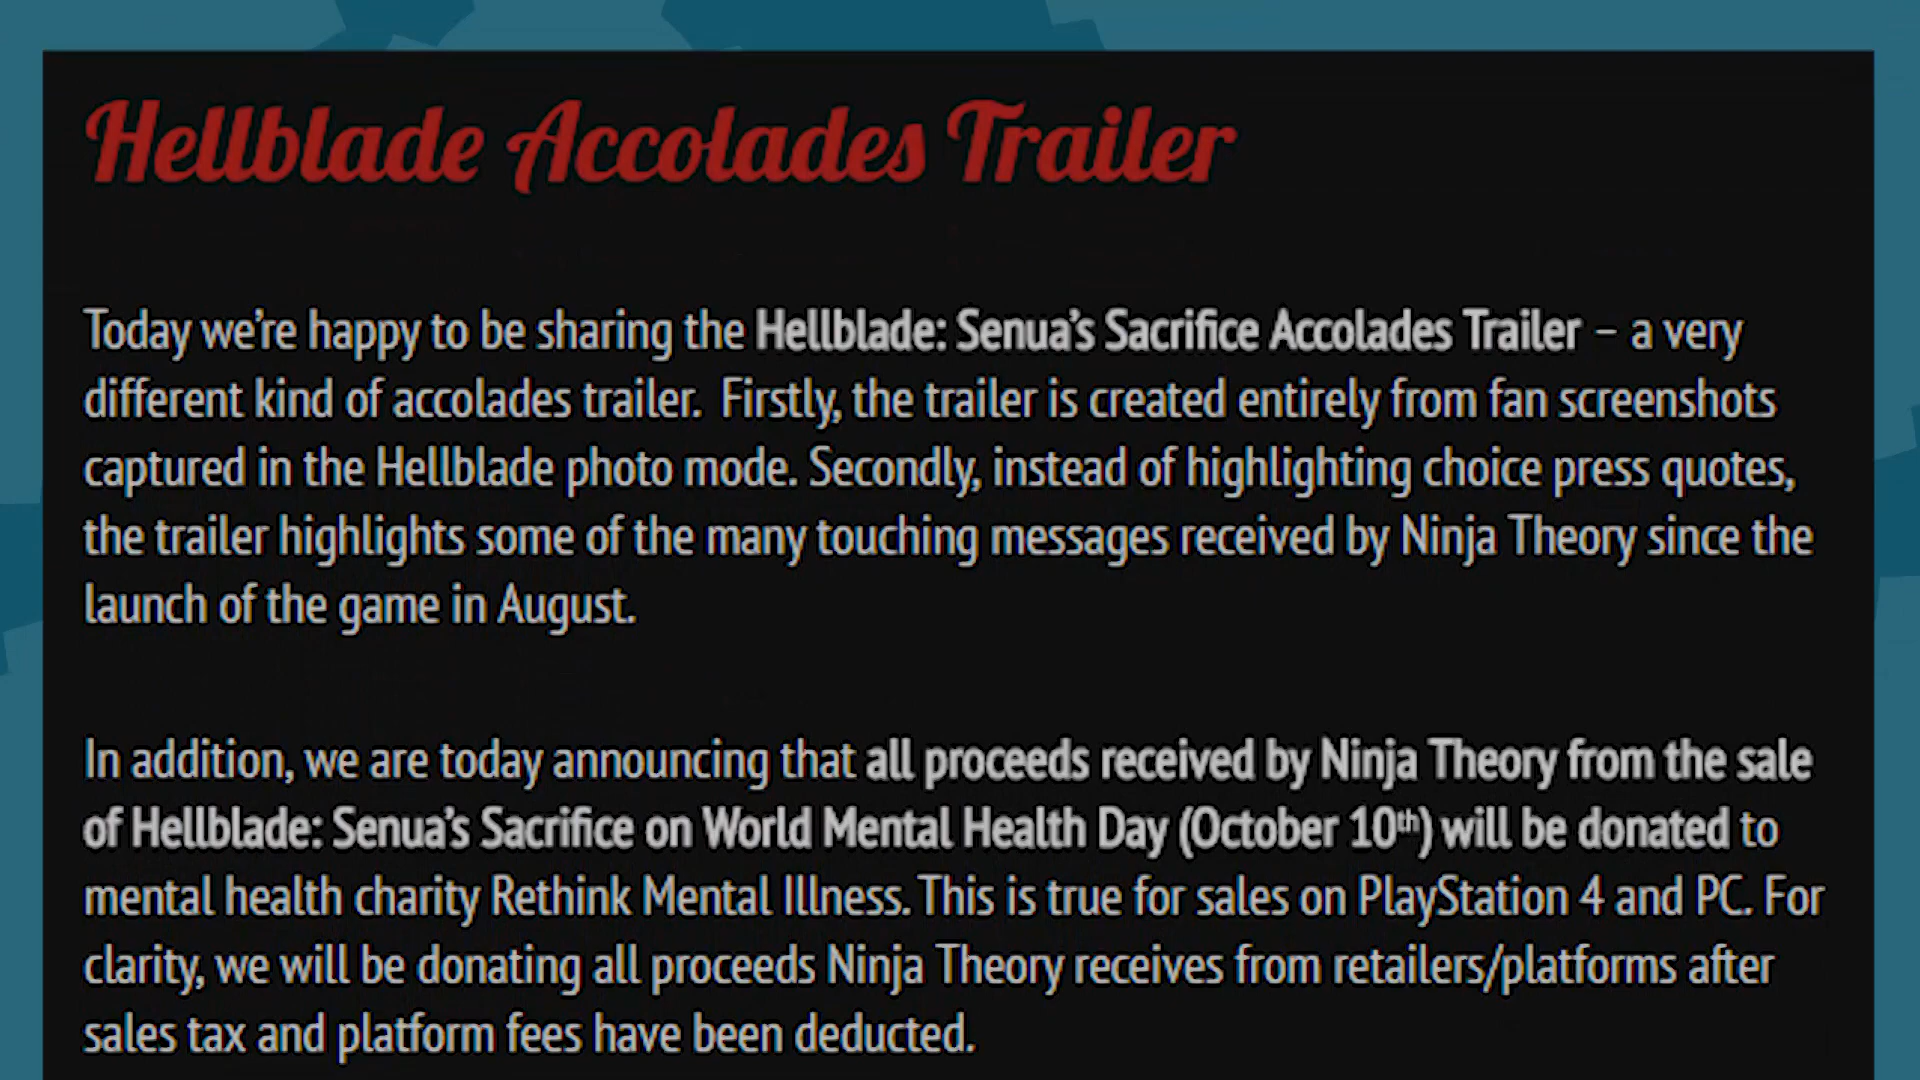 Hellblade Accolades Trailer
Today we’re happy to be sharing the Hellblade: Senua’s Sacrifice Accolades Trailer – a very
different kind of accolades trailer.  Firstly, the trailer is created entirely from fan screenshots
captured in the Hellblade photo mode. Secondly, instead of highlighting choice press quotes,
the trailer highlights some of the many touching messages received by Ninja Theory since the
launch of the game in August.
In addition, we are today announcing that all proceeds received by Ninja Theory from the sale
of Hellblade: Senua’s Sacrifice on World Mental Health Day (October 10th) will be donated to
mental health charity Rethink Mental Illness. This is true for sales on PlayStation 4 and PC. For
clarity, we will be donating all proceeds Ninja Theory receives from retailers/platforms after
sales tax and platform fees have been deducted.